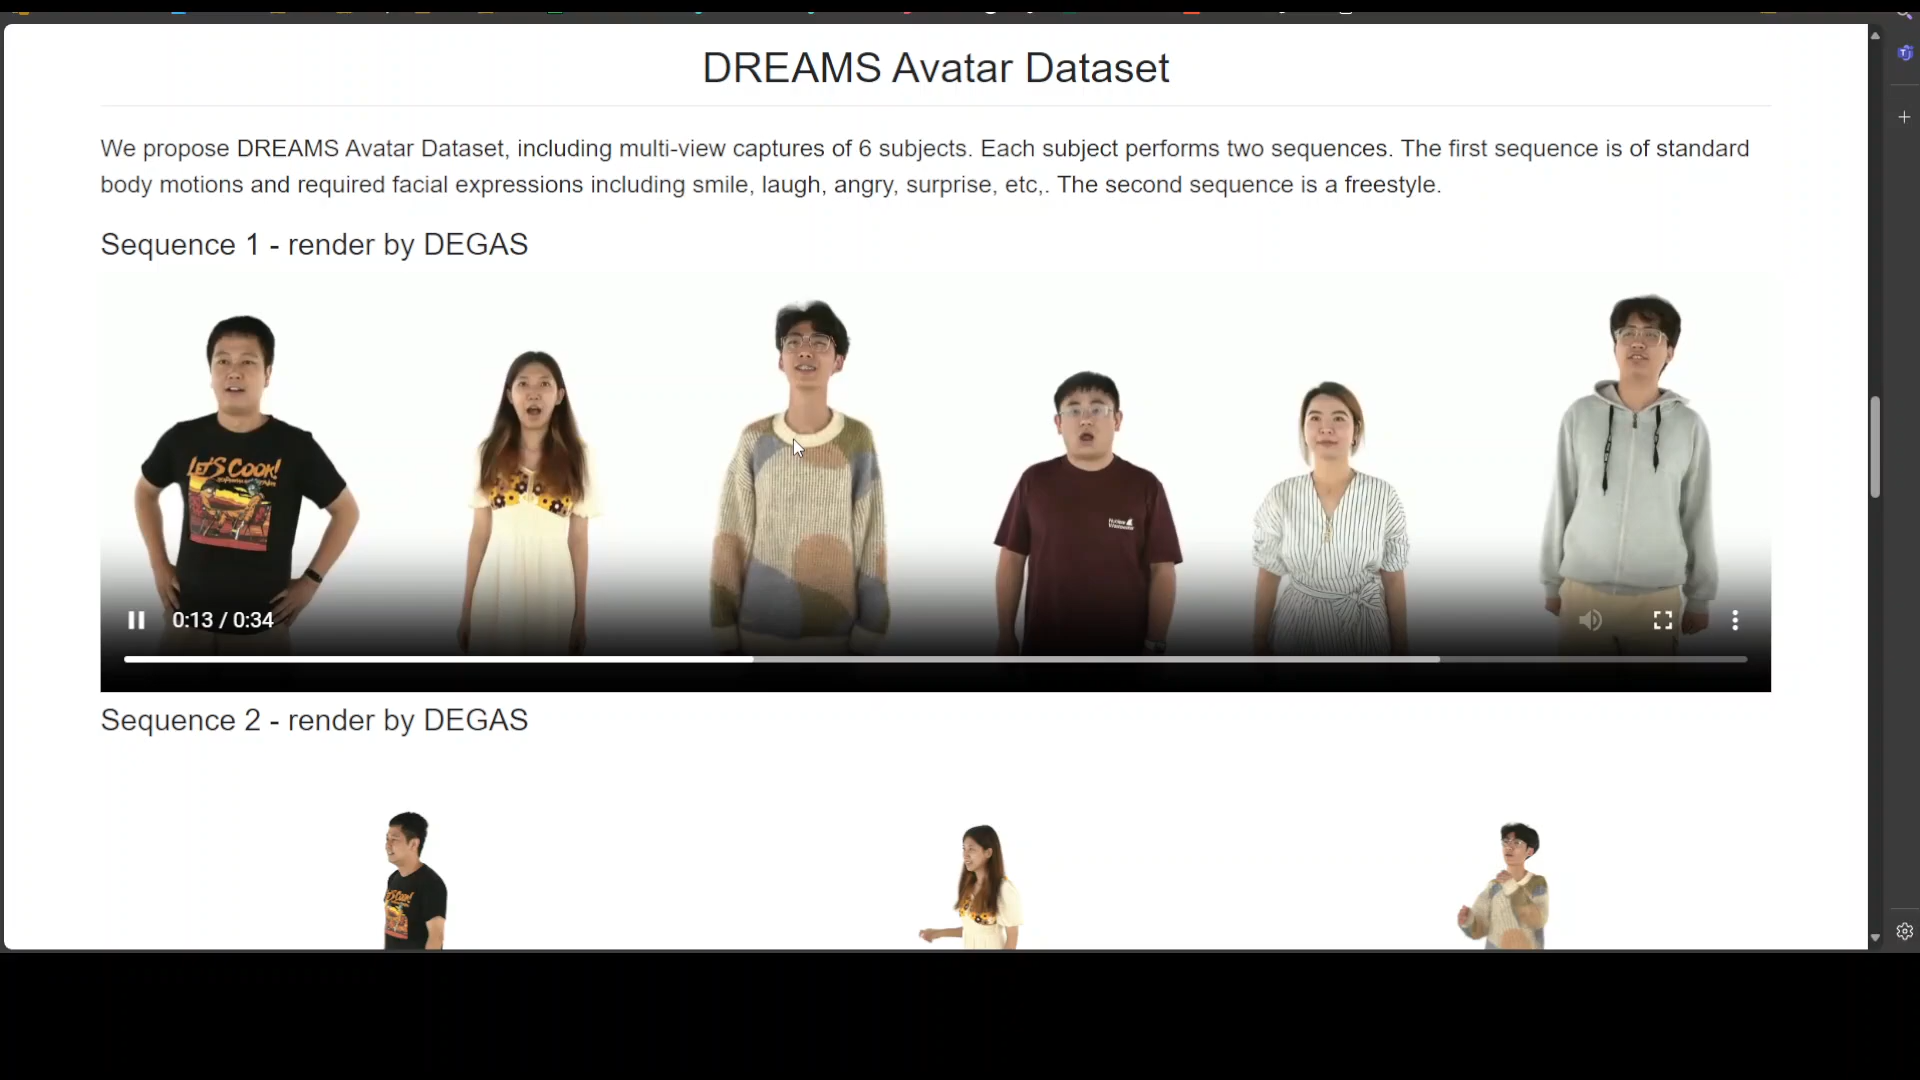 DREAMS Avatar Dataset
We propose DREAMS Avatar Dataset, including multi-view captures of 6 subjects. Each subject performs two sequences. The first sequence is of standard
body motions and required facial expressions including smile, laugh, angry, surprise, etc,. The second sequence is a freestyle.
Sequence 1 - render by DEGAS
LET'S COOK!
0:13 / 0:34
Sequence 2 - render by DEGAS
LET'S COOK!